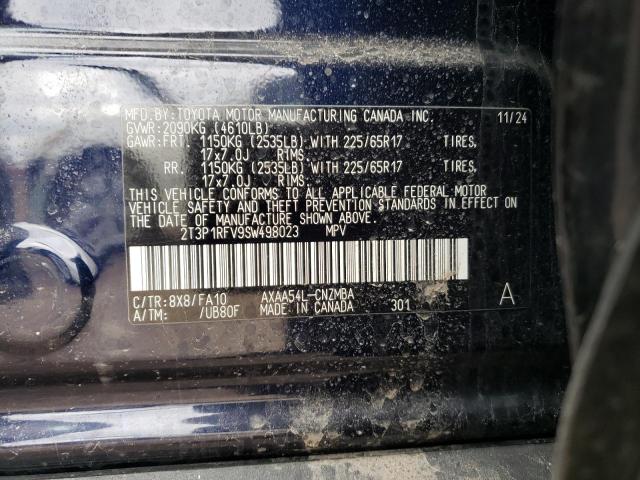 MFD.BY:TOYOTA MOTOR MANUFACTURING CANADA INC. 11/24
GVWR:2090KG (4610LB)
GAWR:FRT. 1150KG (2535LB) WITH 225/65R17 TIRES,
17x7.0J RIMS,
RR. 1150KG (2535LB) WITH 225/65R17 TIRES,
17x7.0J RIMS,
THIS VEHICLE CONFORMS TO ALL APPLICABLE FEDERAL MOTOR
VEHICLE SAFETY AND THEFT PREVENTION STANDARDS IN EFFECT ON
THE DATE OF MANUFACTURE SHOWN ABOVE.
2T3P1RFV9SW498023 MPV
C/TR:8X8/FA10 AXAA54L-CNZMBA
A/TM: /UB80F MADE IN CANADA 301 A